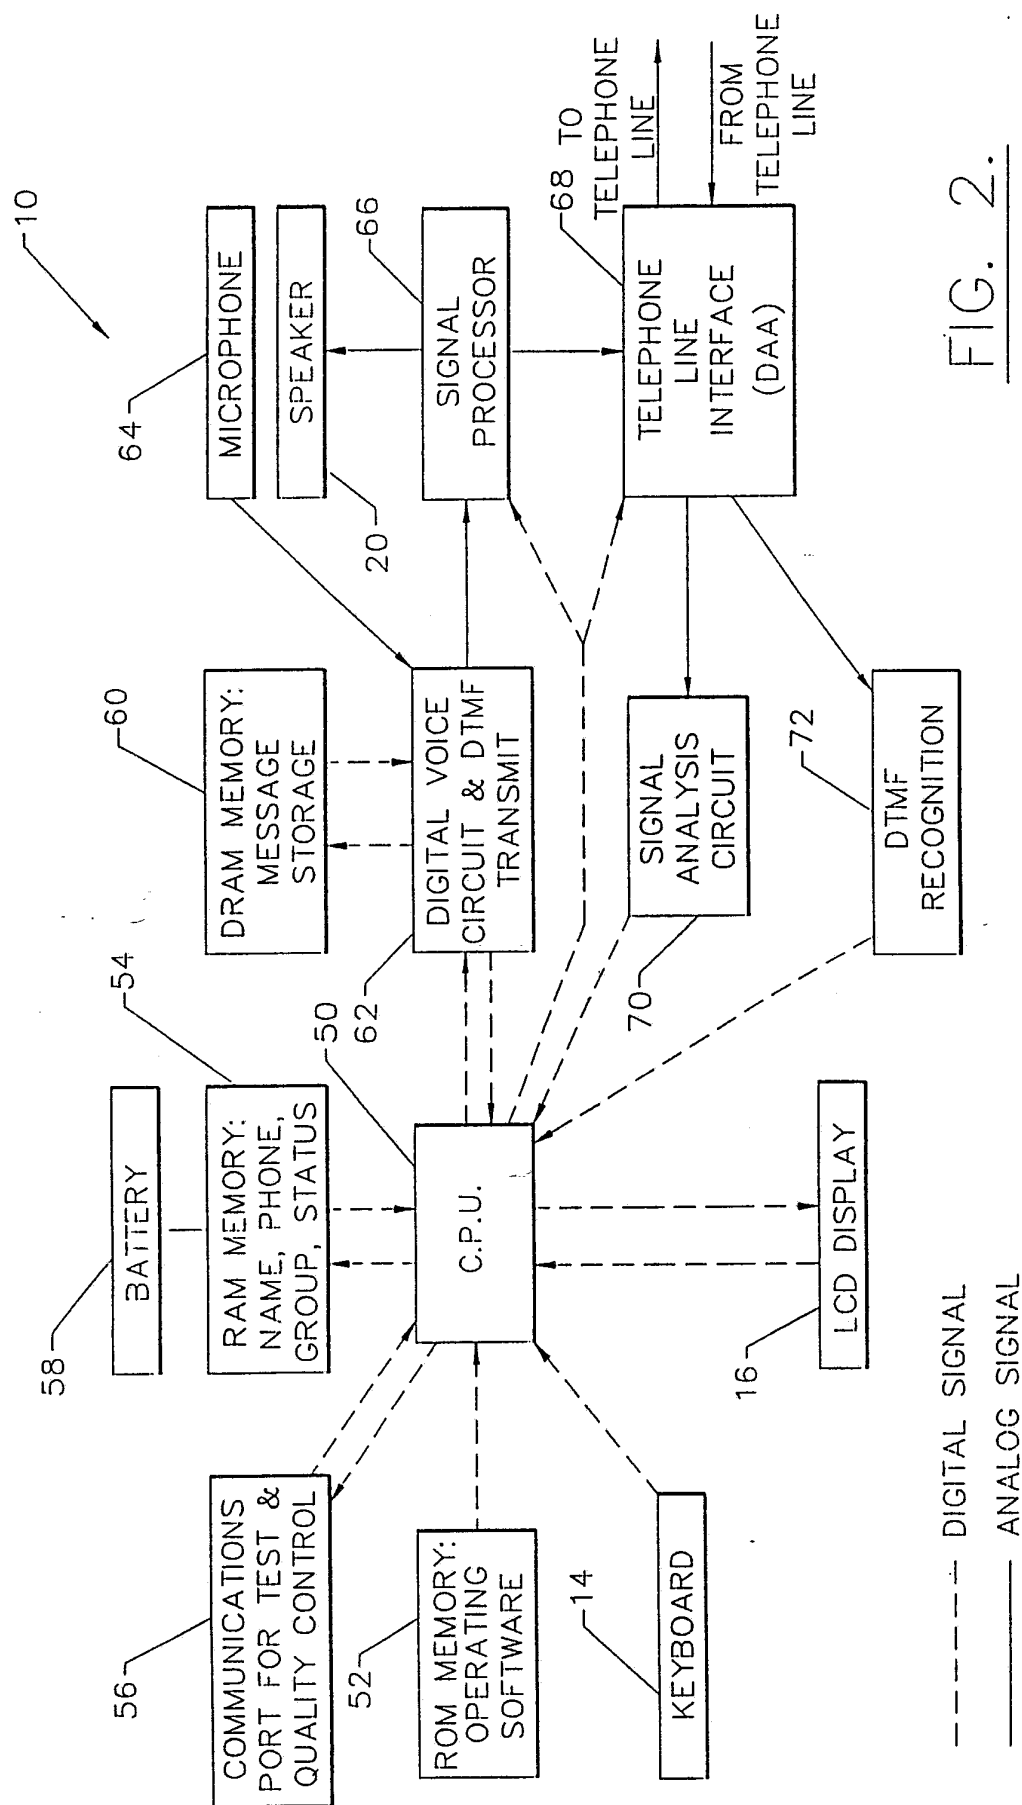 10
58
BATTERY
54
60
64
56
COMMUNICATIONS
PORT FOR TEST &
QUALITY CONTROL
RAM MEMORY:
NAME, PHONE,
GROUP, STATUS
DRAM MEMORY:
MESSAGE
STORAGE
MICROPHONE
SPEAKER
20
66
52
ROM MEMORY:
OPERATING
SOFTWARE
50
C.P.U.
62
DIGITAL VOICE
CIRCUIT & DTMF
TRANSMIT
SIGNAL
PROCESSOR
14
KEYBOARD
70
SIGNAL
ANALYSIS
CIRCUIT
68
TELEPHONE
LINE
INTERFACE
(DAA)
TO
TELEPHONE
LINE
FROM
TELEPHONE
LINE
16
LCD DISPLAY
72
DTMF
RECOGNITION
DIGITAL SIGNAL
ANALOG SIGNAL
FIG. 2.